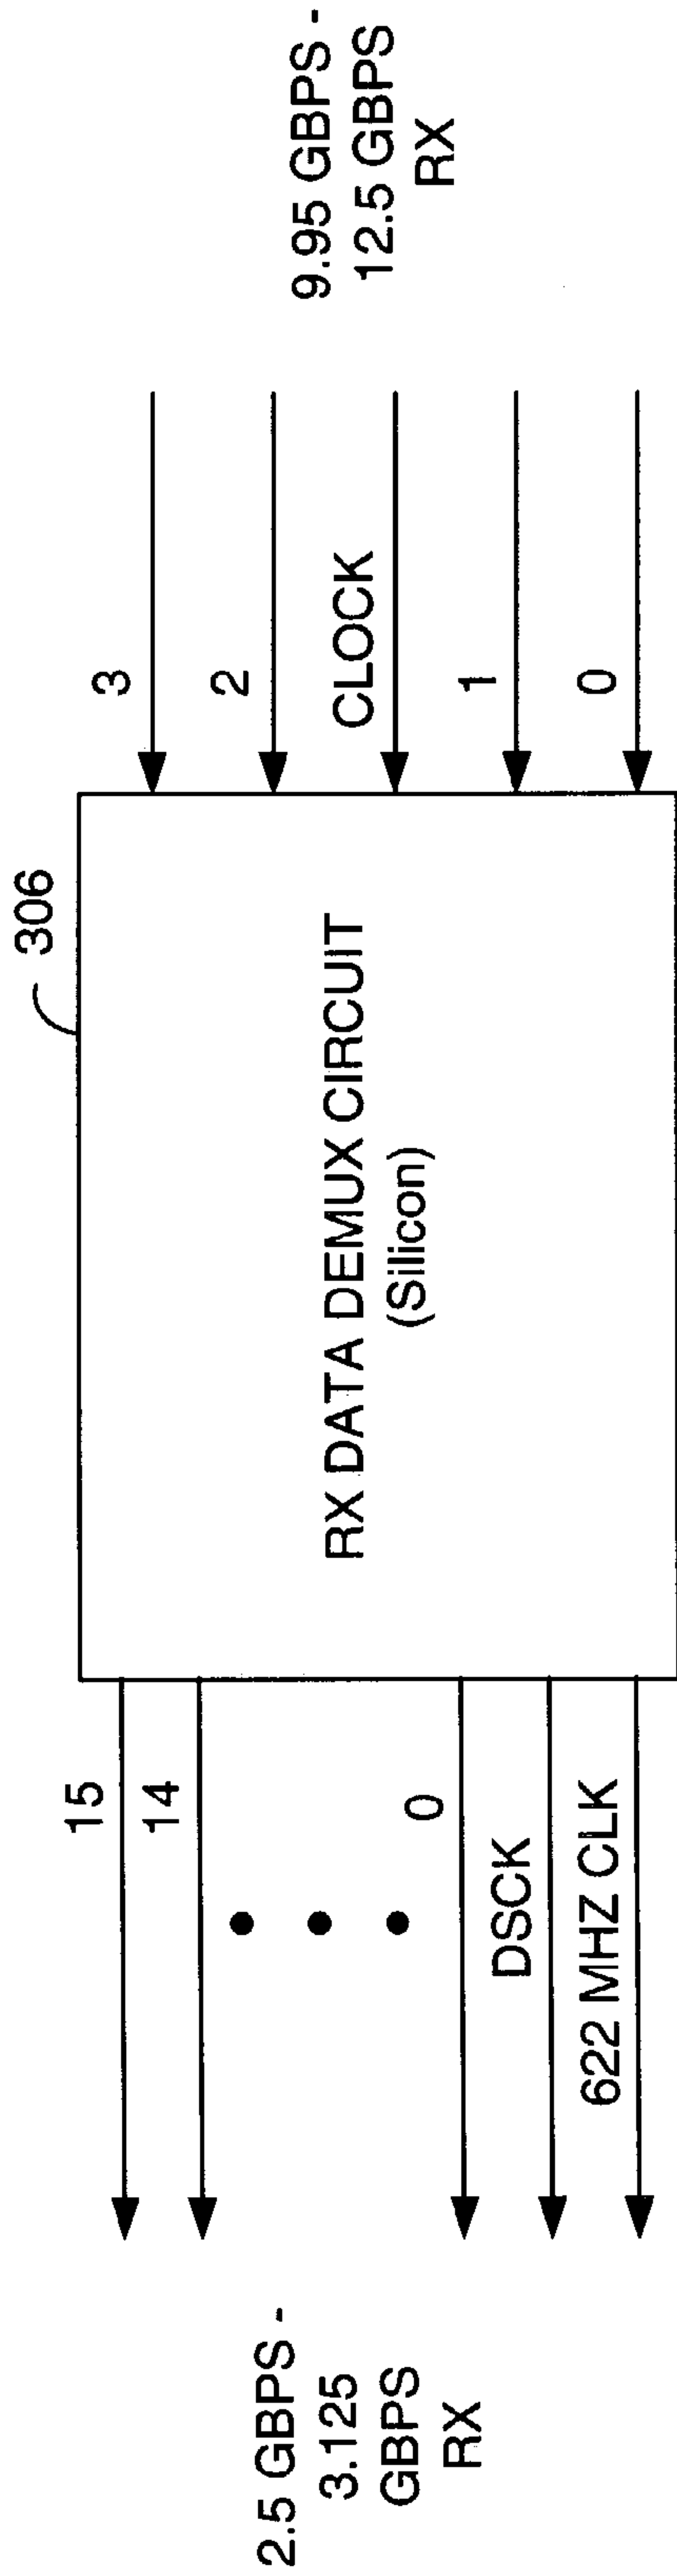 306
15
14
0
DSCK
622 MHZ CLK
2.5 GBPS -
3.125
GBPS
RX
RX DATA DEMUX CIRCUIT
(Silicon)
3
2
CLOCK
1
0
9.95 GBPS -
12.5 GBPS
RX